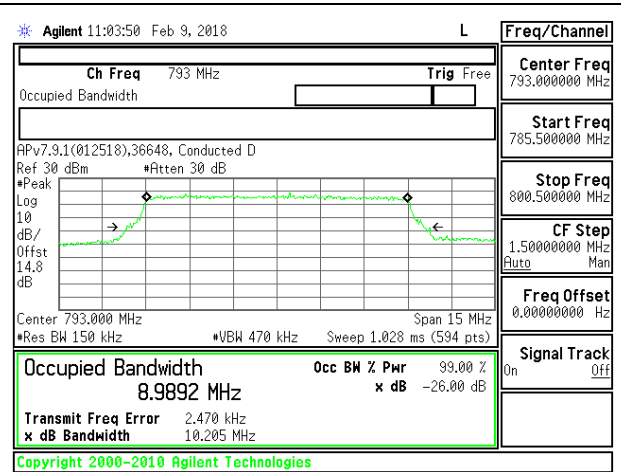 Agilent 11:03:50 Feb 9, 2018 L
Ch Freq 793 MHz Trig Free
Occupied Bandwidth
APv7.9.1(012518),36648, Conducted D
Ref 30 dBm #Atten 30 dB
#Peak
Log
10
dB/
Offst
14.8
dB
Center 793.000 MHz Span 15 MHz
#Res BW 150 kHz #VBW 470 kHz Sweep 1.028 ms (594 pts)
Occupied Bandwidth Occ BW % Pwr 99.00 %
8.9892 MHz x dB -26.00 dB
Transmit Freq Error 2.470 kHz
x dB Bandwidth 10.205 MHz
Copyright 2000-2010 Agilent Technologies
Freq/Channel
Center Freq
793.000000 MHz
Start Freq
785.500000 MHz
Stop Freq
800.500000 MHz
CF Step
1.50000000 MHz
Auto Man
Freq Offset
0.00000000 Hz
Signal Track
On Off